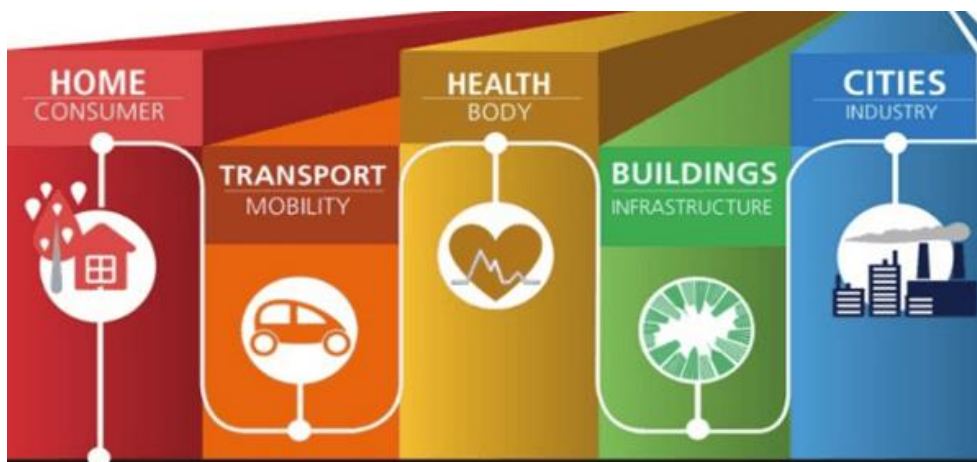 HOME
CONSUMER
TRANSPORT
MOBILITY
HEALTH
BODY
BUILDINGS
INFRASTRUCTURE
CITIES
INDUSTRY